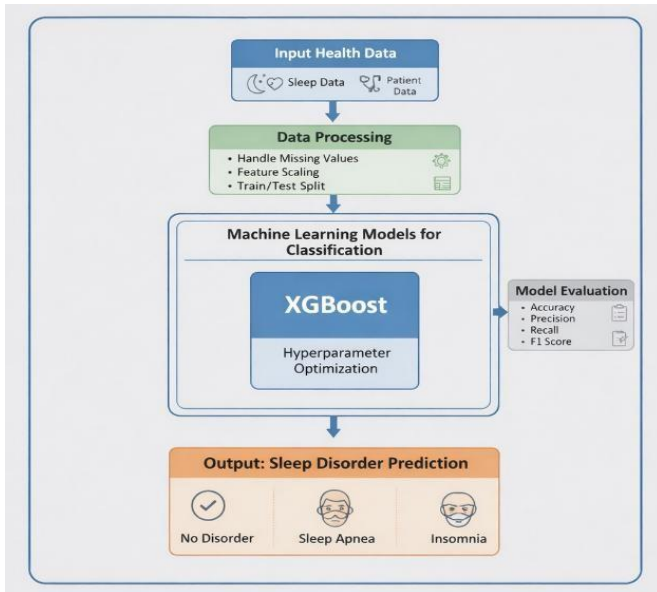 Input Health Data
Sleep Data
Patient
Data
Data Processing
• Handle Missing Values
• Feature Scaling
• Train/Test Split
Machine Learning Models for
Classification
XGBoost
Hyperparameter
Optimization
Model Evaluation
• Accuracy
• Precision
• Recall
• F1 Score
Output: Sleep Disorder Prediction
No Disorder
Sleep Apnea
Insomnia